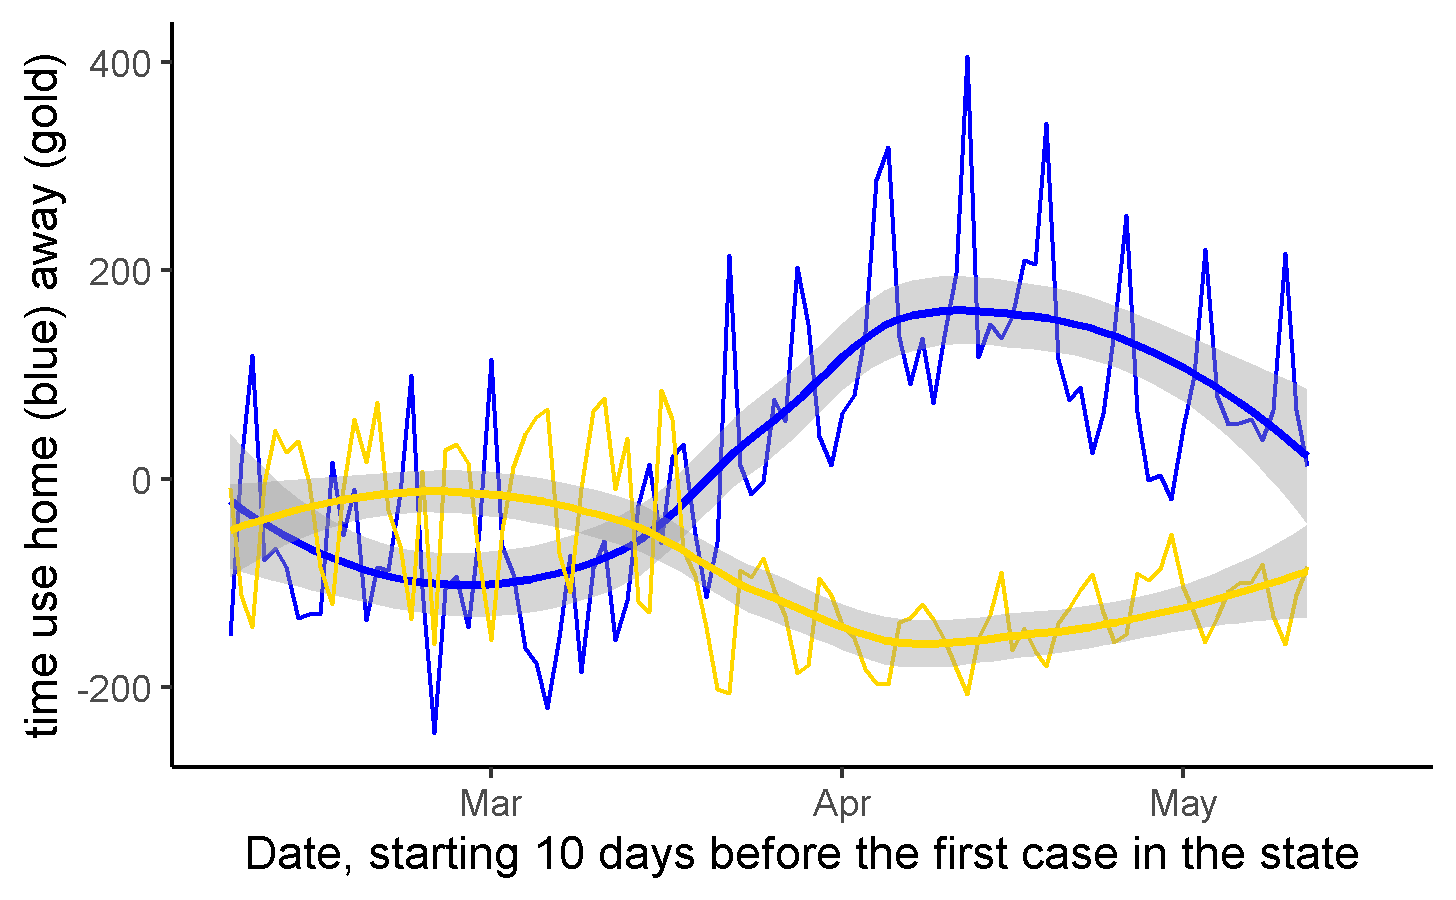 time use home (blue) away (gold)
400
200
0
-200
Mar
Apr
May
Date, starting 10 days before the first case in the state